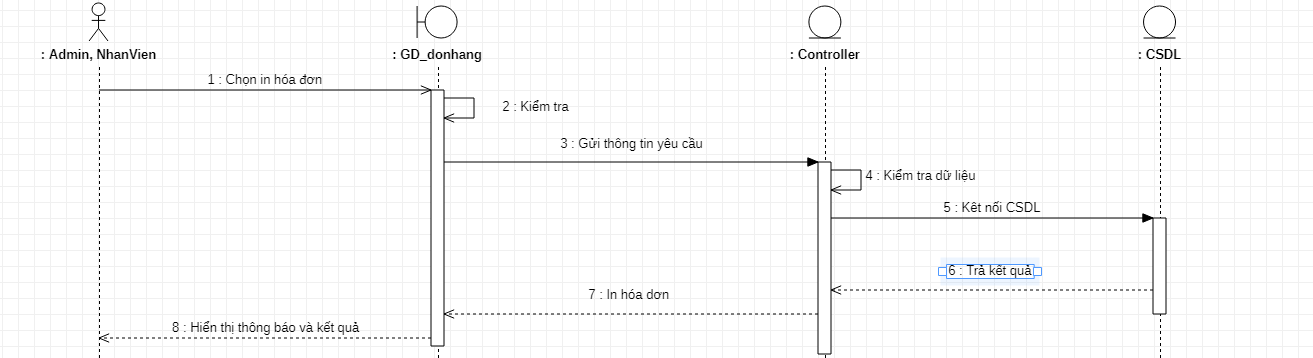 : Admin, NhanVien
: GD_donhang
: Controller
: CSDL
1 : Chọn in hóa đơn
2 : Kiểm tra
3 : Gửi thông tin yêu cầu
4 : Kiểm tra dữ liệu
5 : Kêt nối CSDL
6 : Trả kết quả
7 : In hóa dơn
8 : Hiển thị thông báo và kết quả